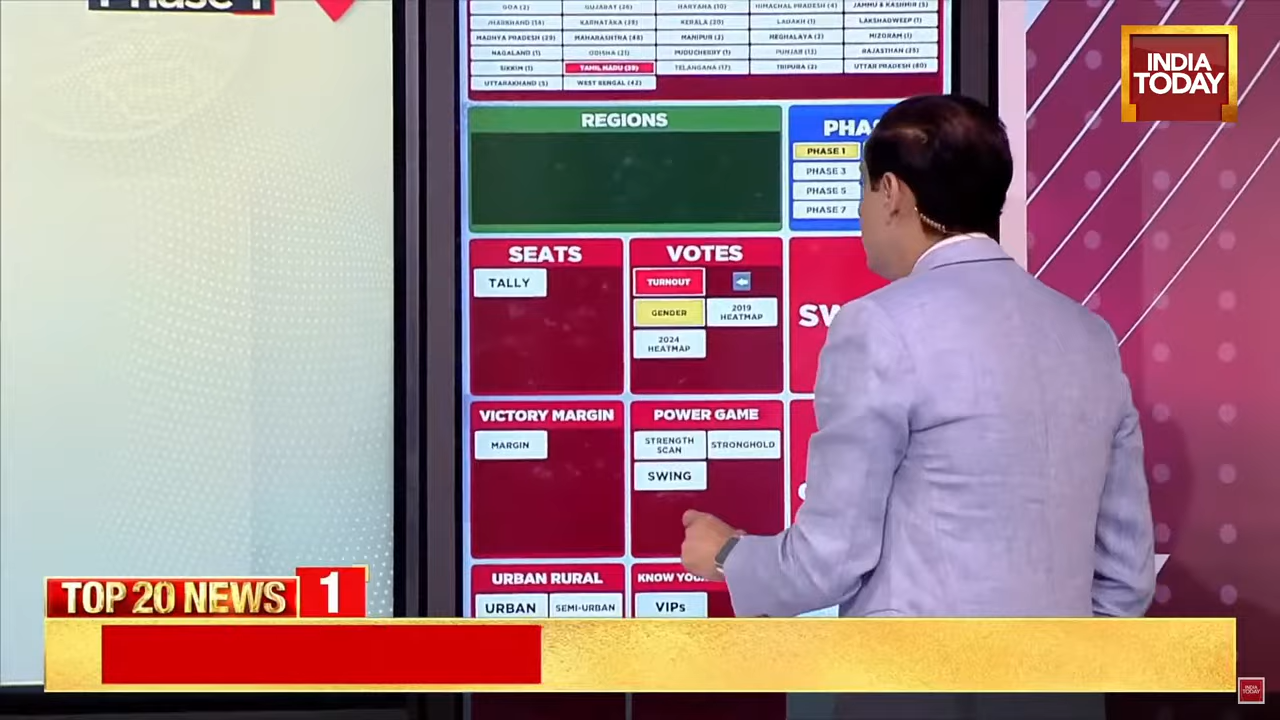 Phase 1
GOA (2) GUJARAT (26) HARYANA (10) HIMACHAL PRADESH (4) JAMMU & KASHMIR (5)
JHARKHAND (14) KARNATAKA (28) KERALA (20) LADAKH (1) LAKSHADWEEP (1)
MADHYA PRADESH (29) MAHARASHTRA (48) MANIPUR (2) MEGHALAYA (2) MIZORAM (1)
NAGALAND (1) ODISHA (21) PUDUCHERRY (1) PUNJAB (13) RAJASTHAN (25)
SIKKIM (1) TAMIL NADU (39) TELANGANA (17) TRIPURA (2) UTTAR PRADESH (80)
UTTARAKHAND (5) WEST BENGAL (42)
INDIA
TODAY
REGIONS
PHAS
PHASE 1
PHASE 3
PHASE 5
PHASE 7
SEATS
TALLY
VOTES
TURNOUT
GENDER
2019
HEATMAP
2024
HEATMAP
SW
VICTORY MARGIN
MARGIN
POWER GAME
STRENGTH
SCAN
STRONGHOLD
SWING
URBAN RURAL
URBAN
SEMI-URBAN
KNOW YOU
VIPs
TOP 20 NEWS 1
INDIA
TODAY